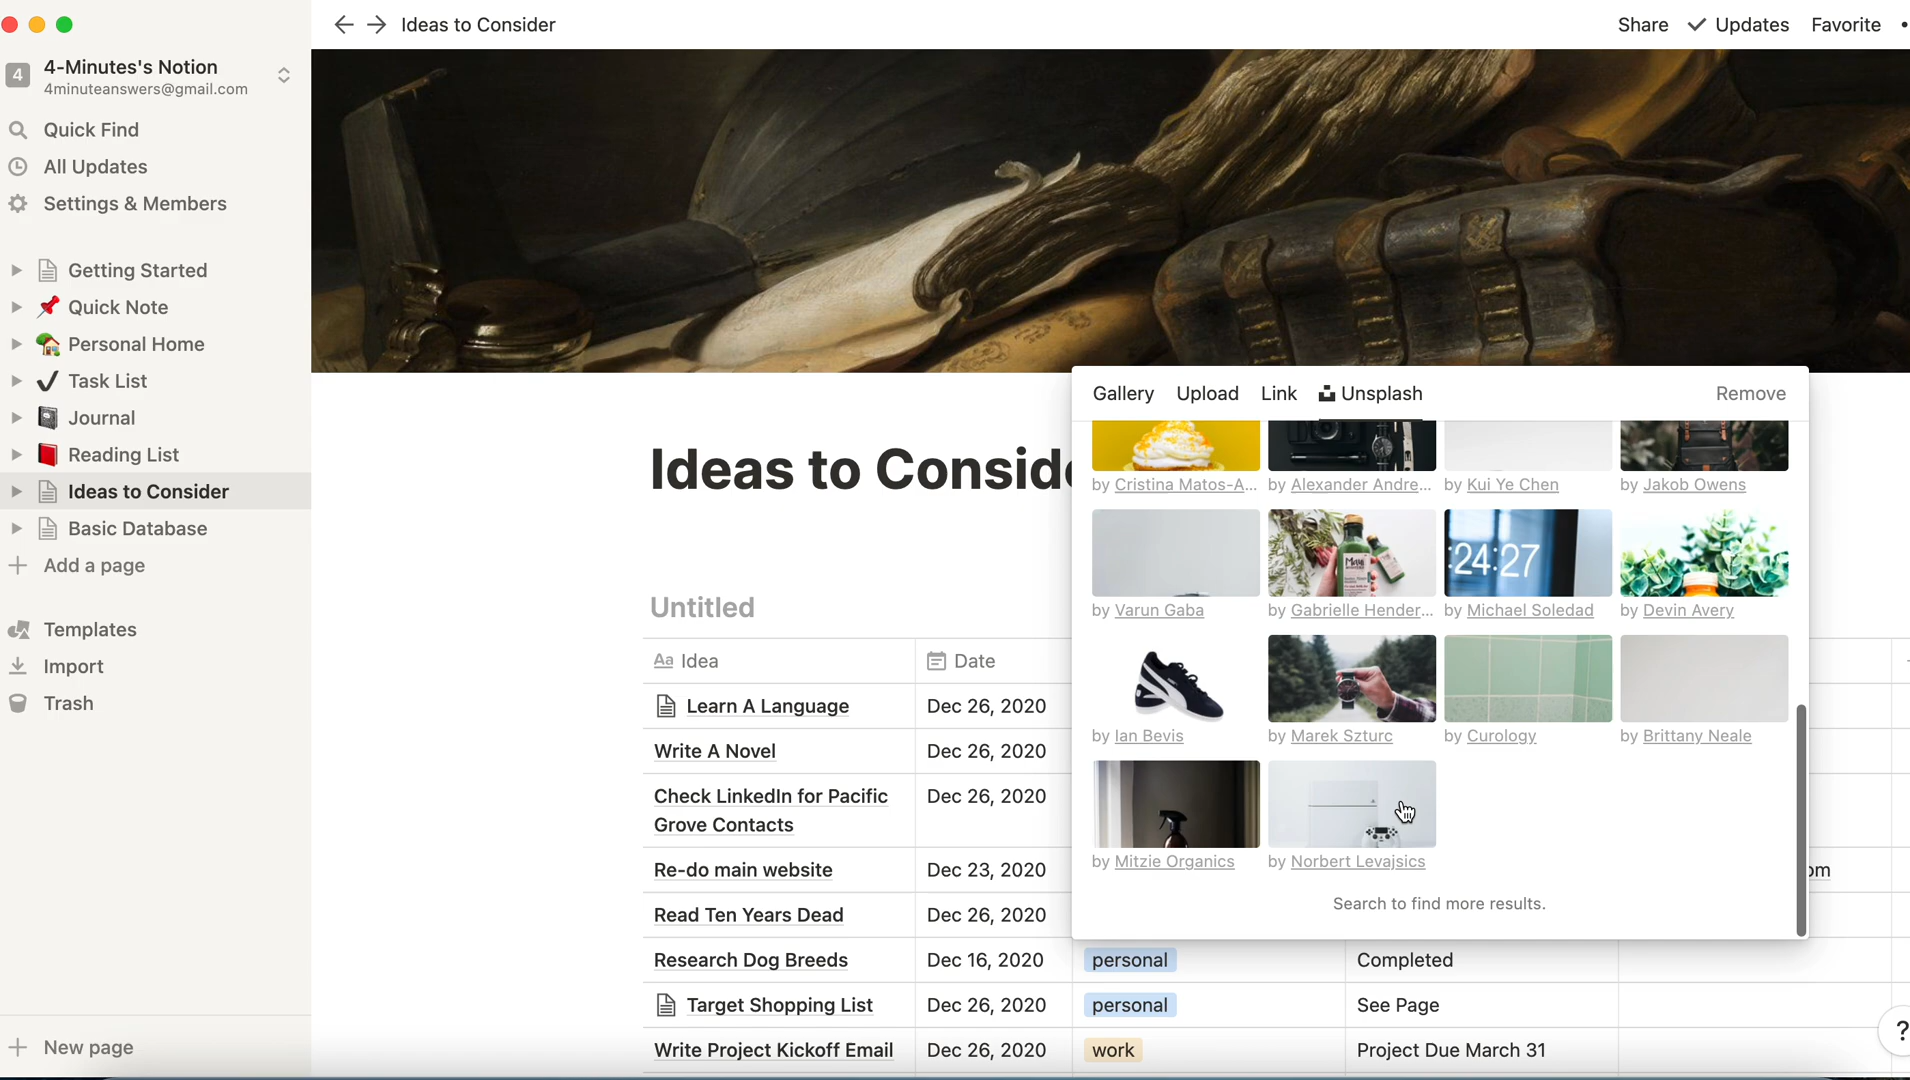 Ideas to Consider
Share
Updates
Favorite
4
4-Minutes's Notion
4minuteanswers@gmail.com
Quick Find
All Updates
Settings & Members
Getting Started
Quick Note
Personal Home
Task List
Journal
Reading List
Ideas to Consider
Basic Database
Add a page
Templates
Import
Trash
New page
Gallery Upload Link Unsplash Remove
by Cristina Matos-A... by Alexander Andre... by Kui Ye Chen by Jakob Owens
:24:27
by Varun Gaba by Gabrielle Hender... by Michael Soledad by Devin Avery
by Ian Bevis by Marek Szturc by Curology by Brittany Neale
by Mitzie Organics by Norbert Levajsics
Search to find more results.
Ideas to Conside
Untitled
Aa Idea Date
Learn A Language Dec 26, 2020
Write A Novel Dec 26, 2020
Check LinkedIn for Pacific Dec 26, 2020
Grove Contacts
Re-do main website Dec 23, 2020 om
Read Ten Years Dead Dec 26, 2020
Research Dog Breeds Dec 16, 2020 personal Completed
Target Shopping List Dec 26, 2020 personal See Page
Write Project Kickoff Email Dec 26, 2020 work Project Due March 31
?